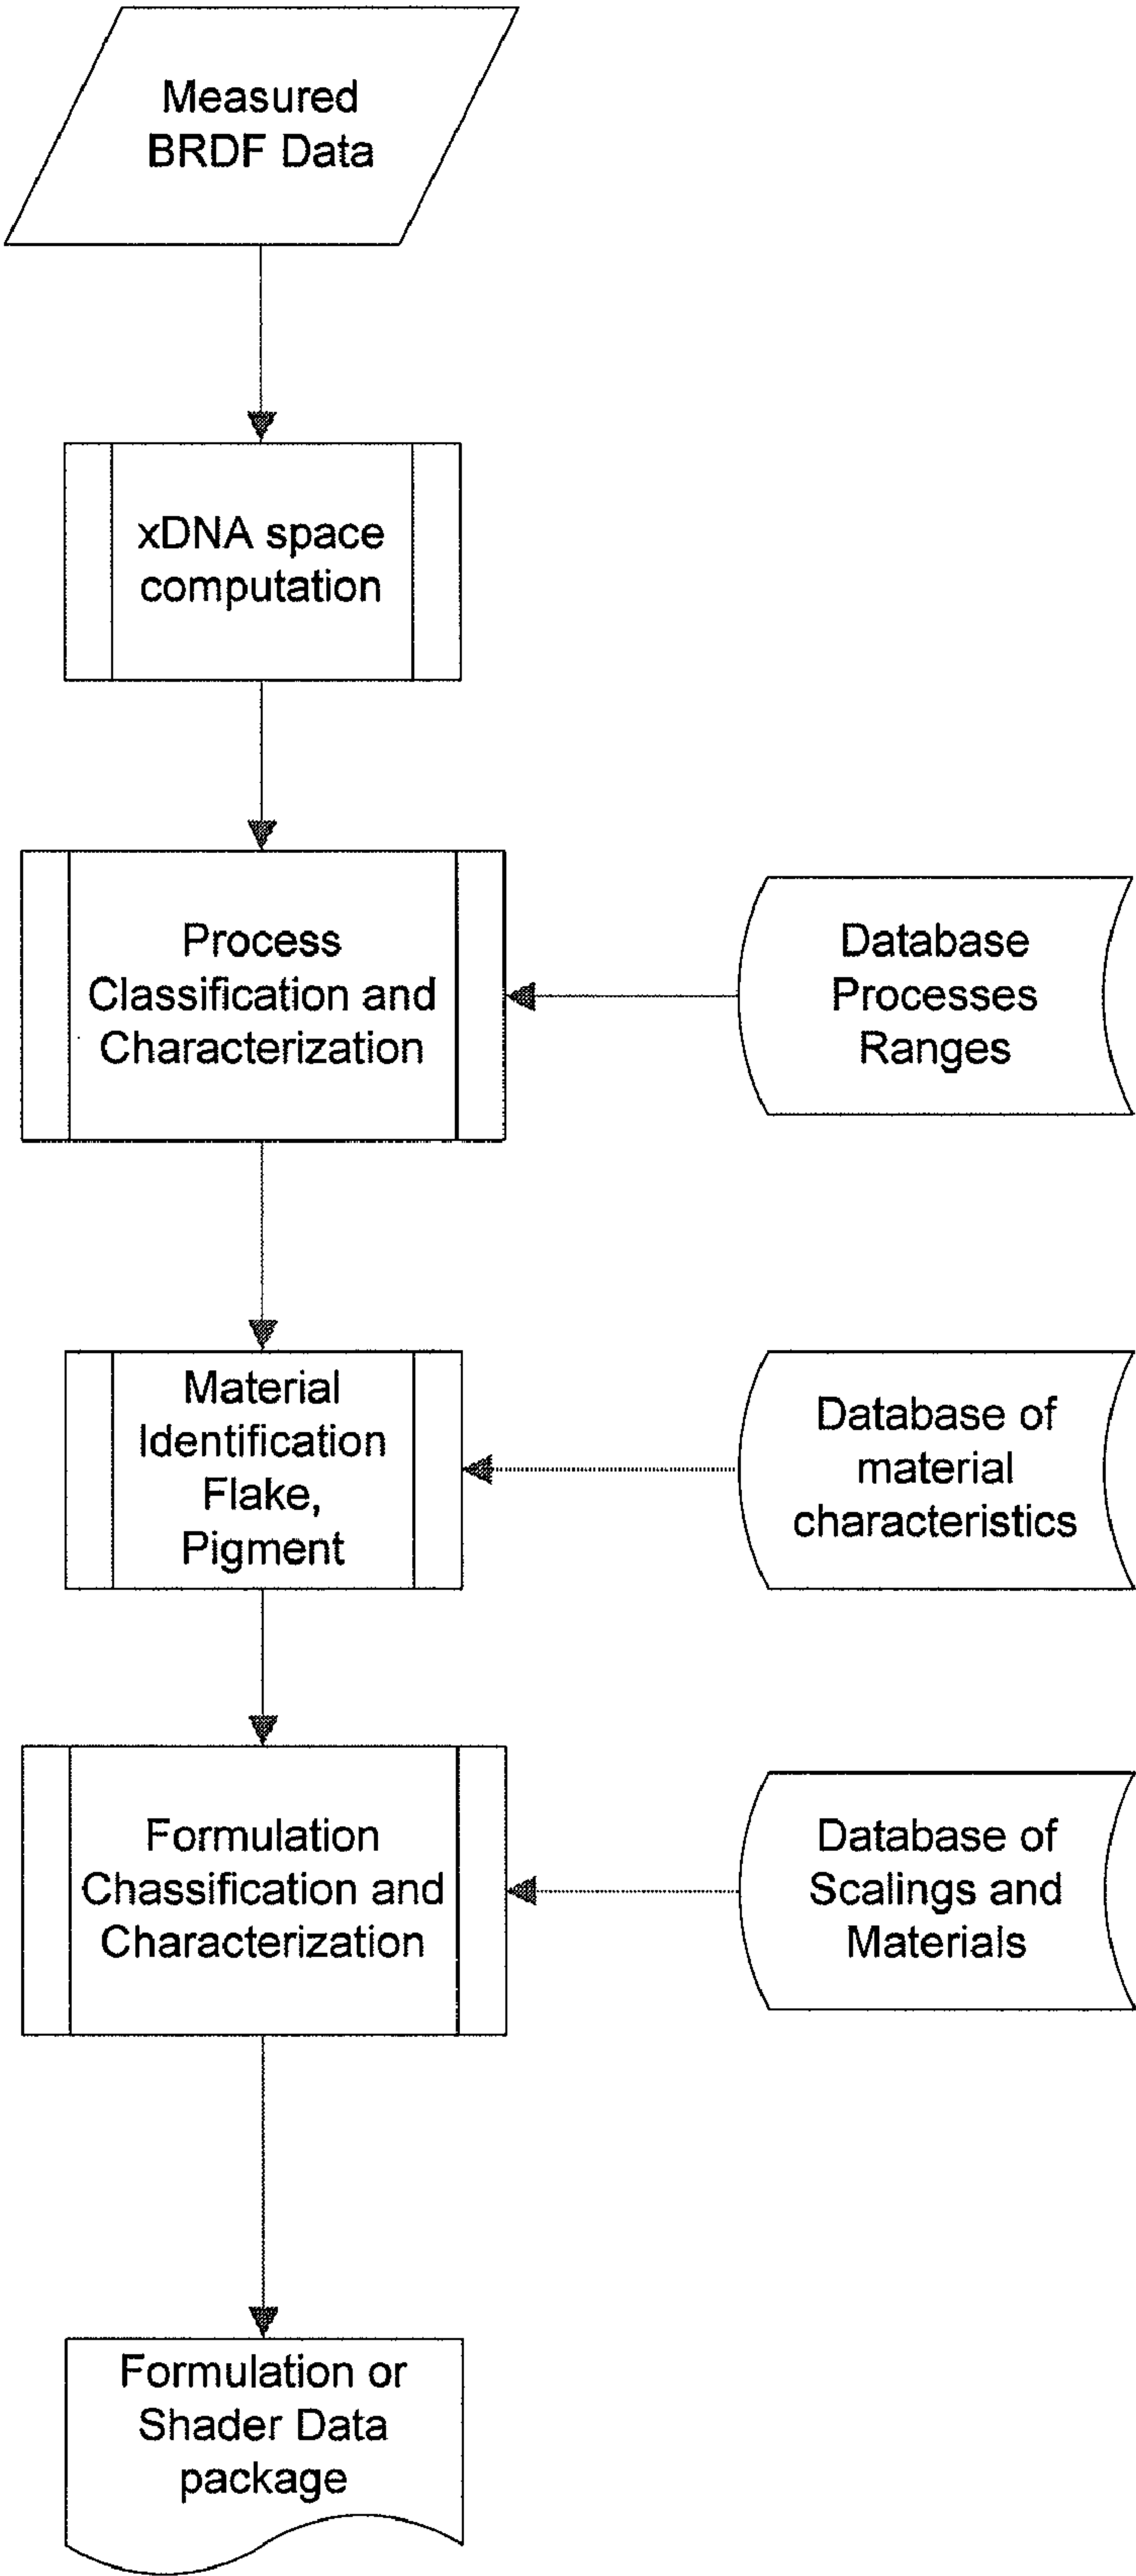 Measured
BRDF Data
xDNA space
computation
Process
Classification and
Characterization
Database
Processes
Ranges
Material
Identification
Flake,
Pigment
Database of
material
characteristics
Formulation
Chassification and
Characterization
Database of
Scalings and
Materials
Formulation or
Shader Data
package